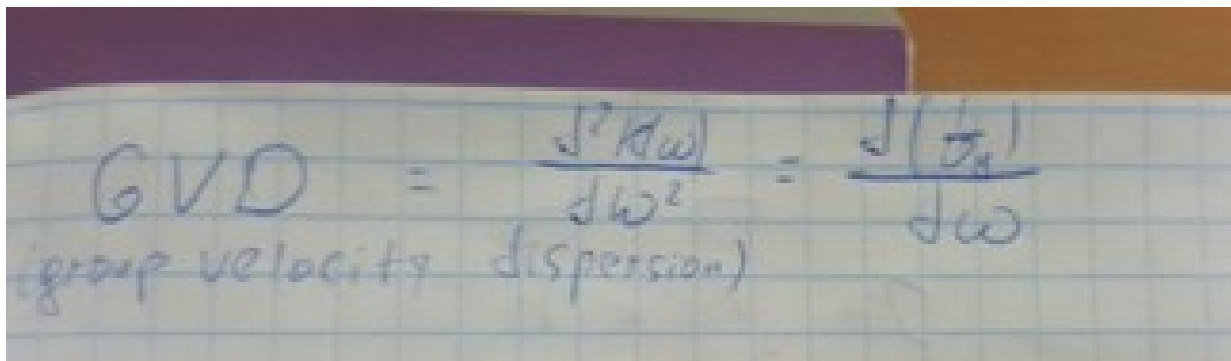 GVD = d²k(ω)/dω² = d(1/v_g)/dω
(group velocity dispersion)